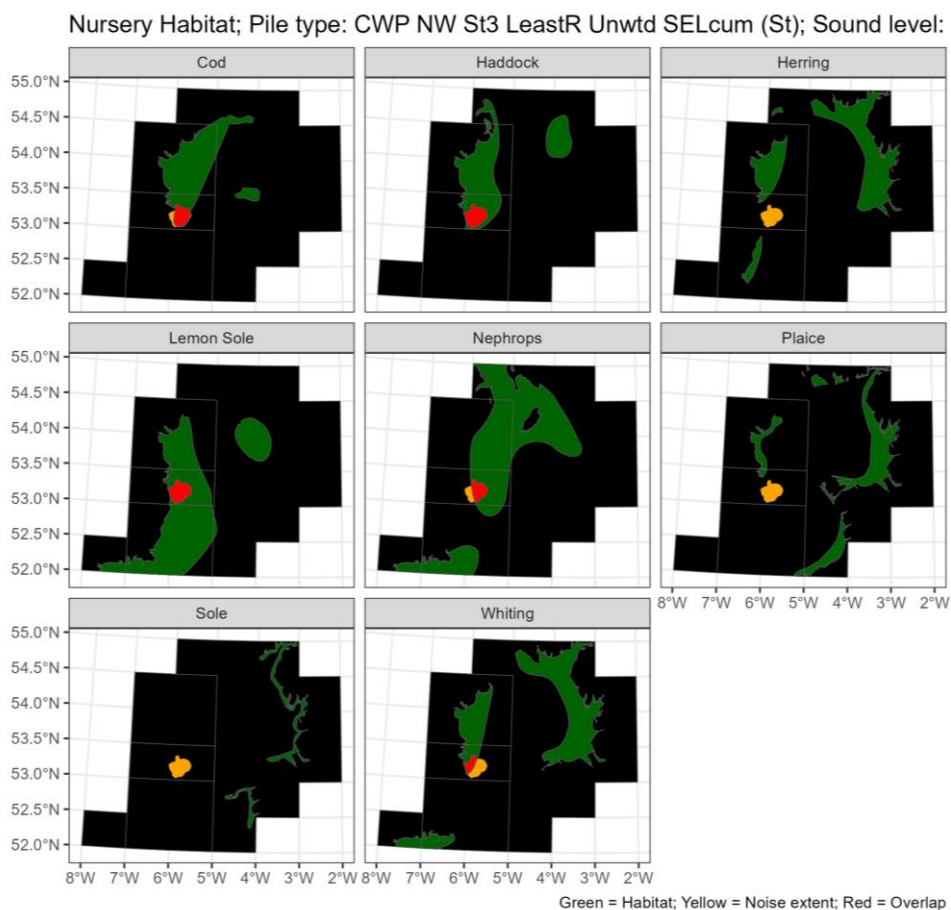 Nursery Habitat; Pile type: CWP NW St3 LeastR Unwtd SELcum (St); Sound level:
Cod
Haddock
Herring
55.0°N
54.5°N
54.0°N
53.5°N
53.0°N
52.5°N
52.0°N
Lemon Sole
Nephrops
Plaice
55.0°N
54.5°N
54.0°N
53.5°N
53.0°N
52.5°N
52.0°N
8°W 7°W 6°W 5°W 4°W 3°W 2°W
Sole
Whiting
55.0°N
54.5°N
54.0°N
53.5°N
53.0°N
52.5°N
52.0°N
8°W 7°W 6°W 5°W 4°W 3°W 2°W 8°W 7°W 6°W 5°W 4°W 3°W 2°W
Green = Habitat; Yellow = Noise extent; Red = Overlap